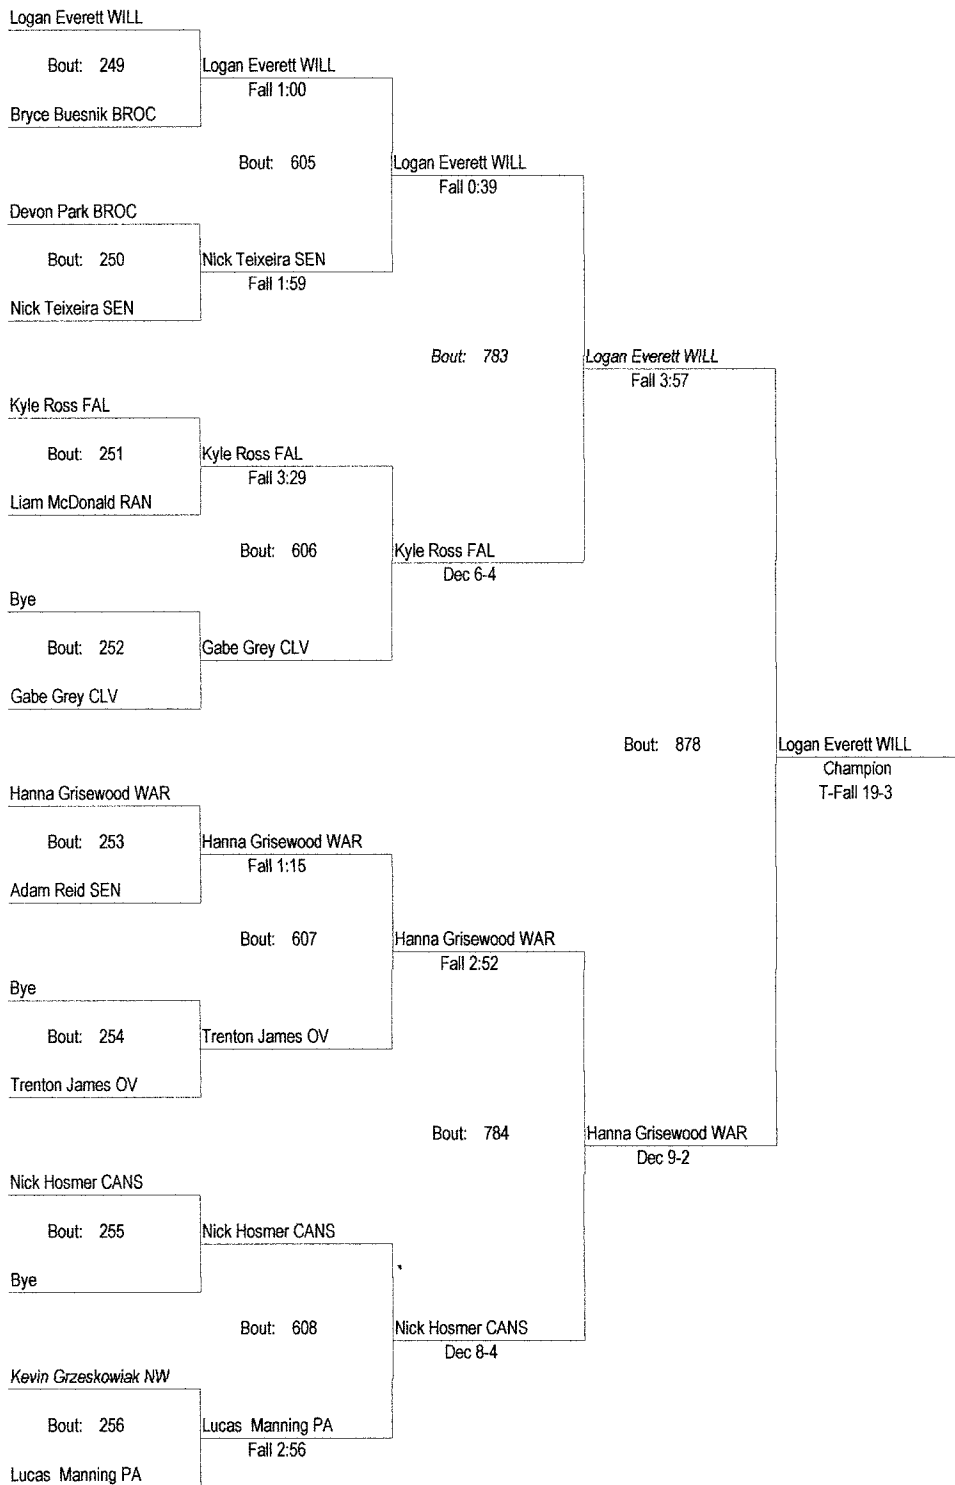 Logan Everett WILL
Bout: 249
Logan Everett WILL
Fall 1:00
Bryce Buesnik BROC
Bout: 605
Logan Everett WILL
Fall 0:39
Devon Park BROC
Bout: 250
Nick Teixeira SEN
Fall 1:59
Nick Teixeira SEN
Bout: 783
Logan Everett WILL
Fall 3:57
Kyle Ross FAL
Bout: 251
Kyle Ross FAL
Fall 3:29
Liam McDonald RAN
Bout: 606
Kyle Ross FAL
Dec 6-4
Bye
Bout: 252
Gabe Grey CLV
Gabe Grey CLV
Bout: 878
Logan Everett WILL
Champion
T-Fall 19-3
Hanna Grisewood WAR
Bout: 253
Hanna Grisewood WAR
Fall 1:15
Adam Reid SEN
Bout: 607
Hanna Grisewood WAR
Fall 2:52
Bye
Bout: 254
Trenton James OV
Trenton James OV
Bout: 784
Hanna Grisewood WAR
Dec 9-2
Nick Hosmer CANS
Bout: 255
Nick Hosmer CANS
Bye
Bout: 608
Nick Hosmer CANS
Dec 8-4
Kevin Grzeskowiak NW
Bout: 256
Lucas Manning PA
Fall 2:56
Lucas Manning PA